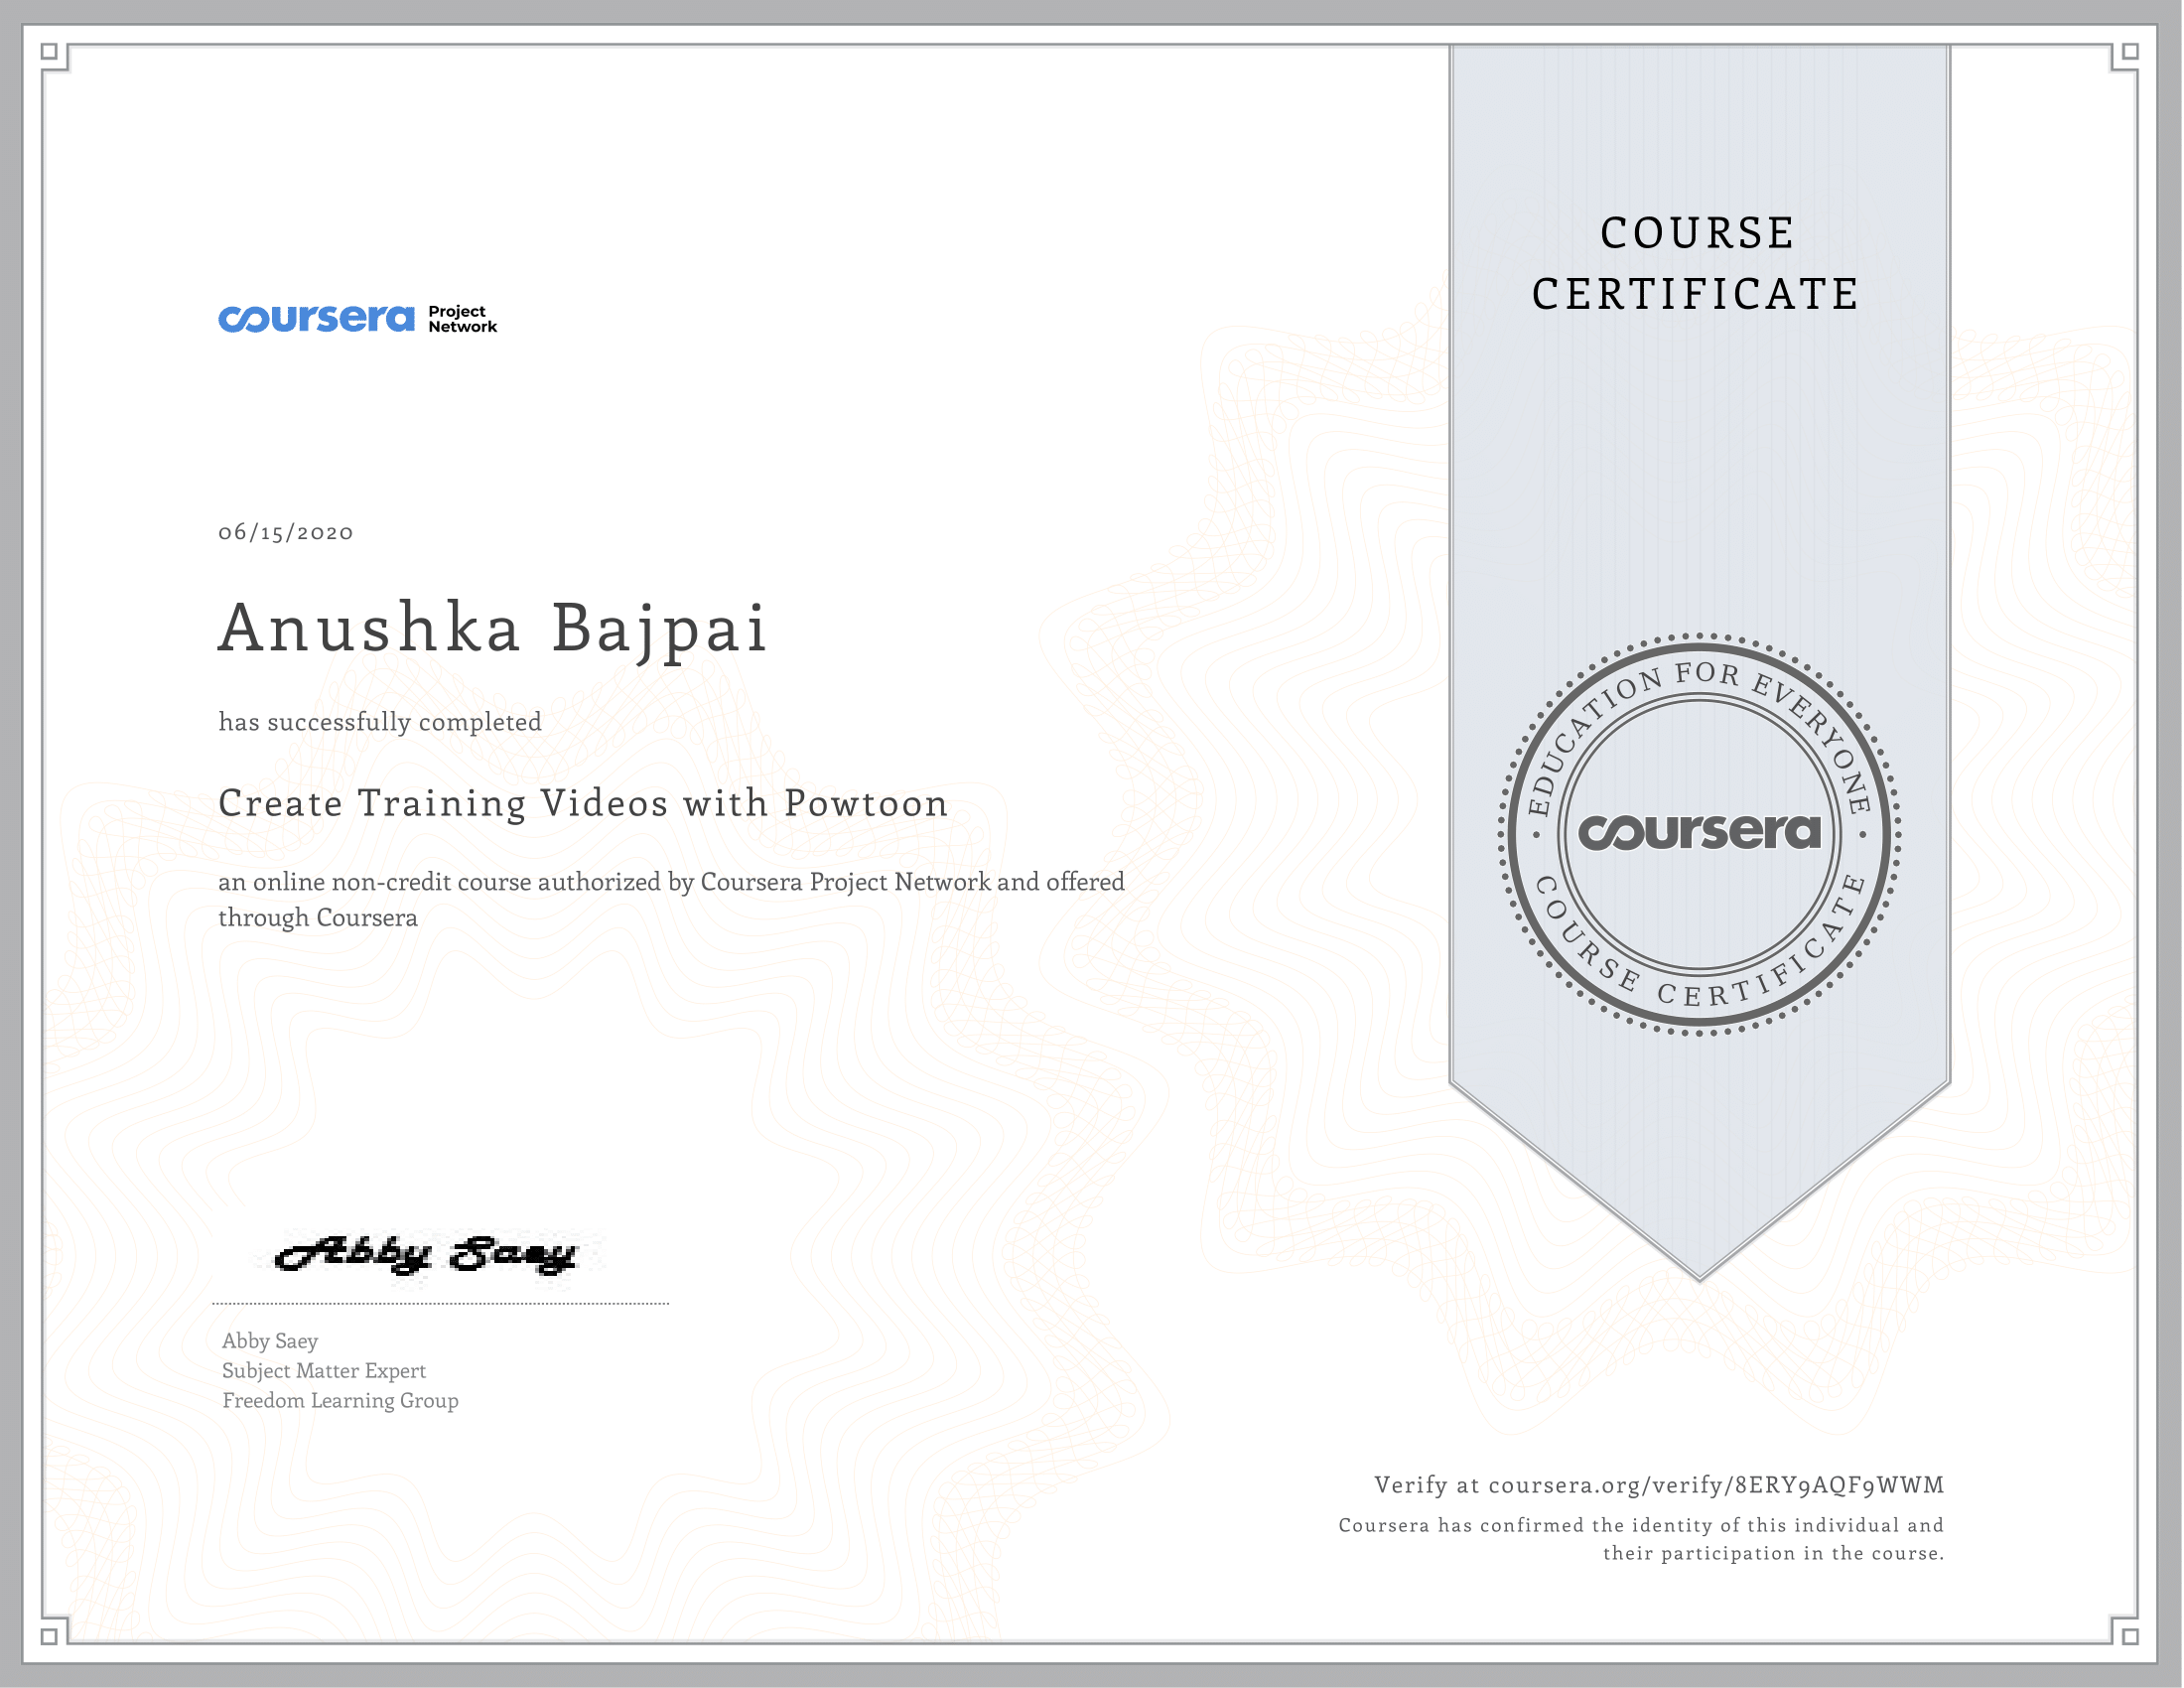 coursera Project Network
06/15/2020
Anushka Bajpai
has successfully completed
Create Training Videos with Powtoon
an online non-credit course authorized by Coursera Project Network and offered
through Coursera
Abby Saey
Abby Saey
Subject Matter Expert
Freedom Learning Group
COURSE
CERTIFICATE
EDUCATION FOR EVERYONE
coursera
COURSE CERTIFICATE
Verify at coursera.org/verify/8ERY9AQF9WWM
Coursera has confirmed the identity of this individual and
their participation in the course.